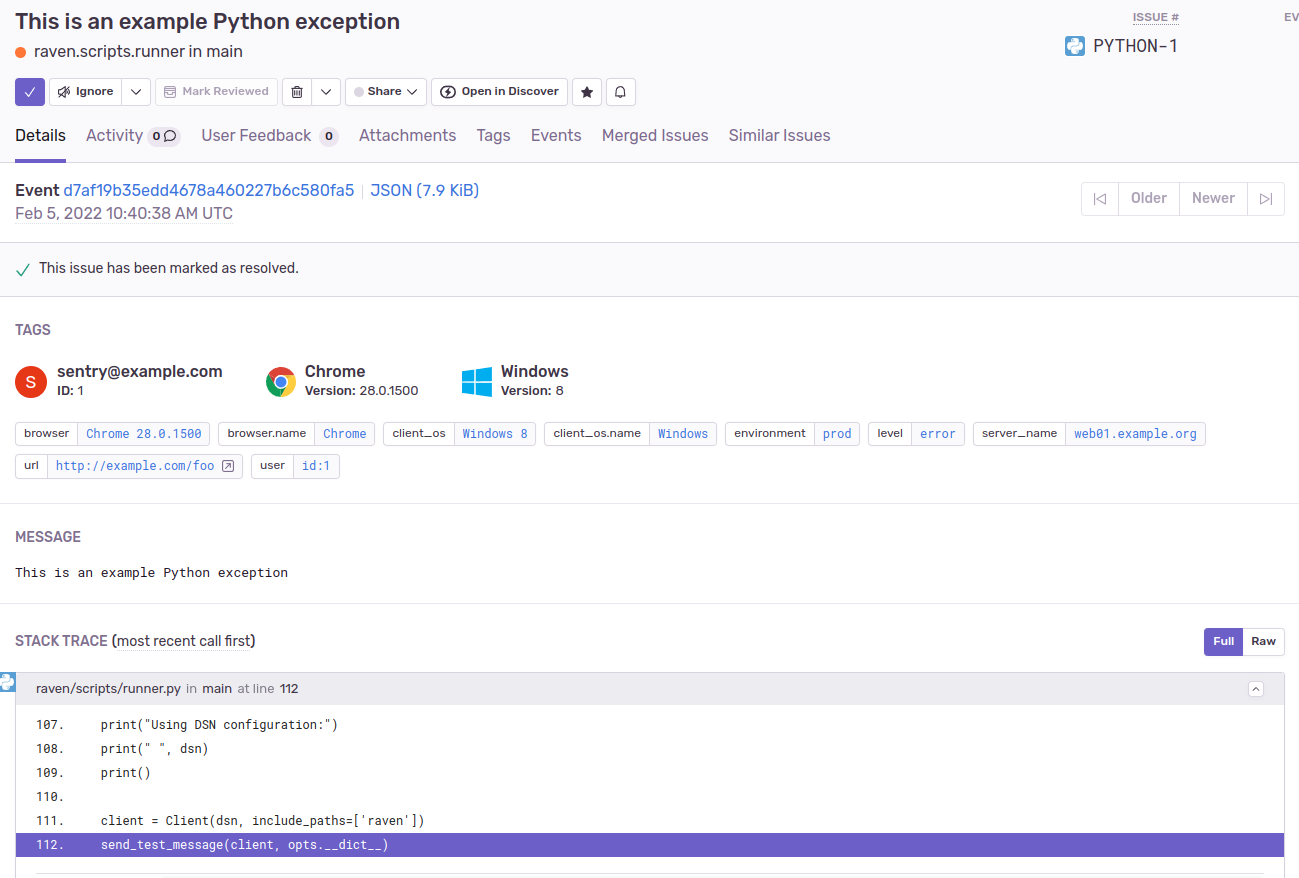 This is an example Python exception
ISSUE #
EV
raven.scripts.runner in main
PYTHON-1
Ignore
Mark Reviewed
Share
Open in Discover
Details
Activity 0
User Feedback 0
Attachments
Tags
Events
Merged Issues
Similar Issues
Event d7af19b35edd4678a460227b6c580fa5 | JSON (7.9 KiB)
Feb 5, 2022 10:40:38 AM UTC
Older
Newer
This issue has been marked as resolved.
TAGS
S
sentry@example.com
ID: 1
Chrome
Version: 28.0.1500
Windows
Version: 8
browser Chrome 28.0.1500
browser.name Chrome
client_os Windows 8
client_os.name Windows
environment prod
level error
server_name web01.example.org
url http://example.com/foo
user id:1
MESSAGE
This is an example Python exception
STACK TRACE (most recent call first)
Full
Raw
raven/scripts/runner.py in main at line 112
107. print("Using DSN configuration:")
108. print(" ", dsn)
109. print()
110.
111. client = Client(dsn, include_paths=['raven'])
112. send_test_message(client, opts.__dict__)